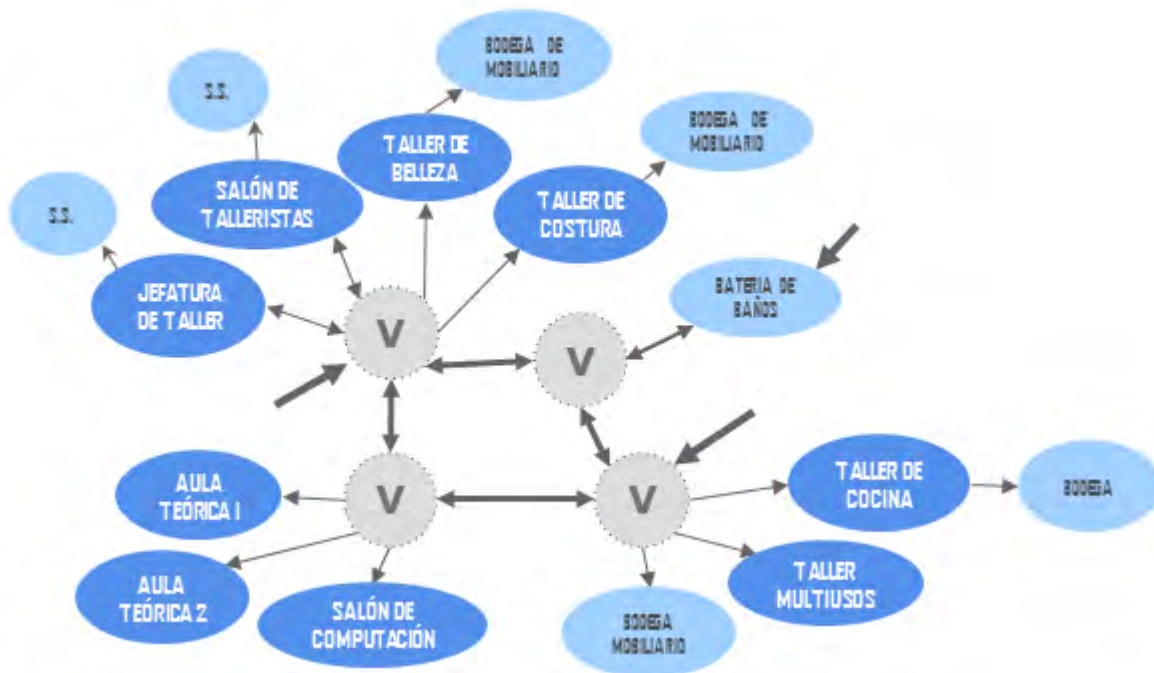 BODEGA DE
MOBILIARIO
S.S.
TALLER DE
BELLEZA
BODEGA DE
MOBILIARIO
SALÓN DE
TALLERISTAS
TALLER DE
COSTURA
S.S.
JEFATURA
DE TALLER
BATERIA DE
BAÑOS
V
V
AULA
TEÓRICA 1
V
V
TALLER DE
COCINA
BODEGA
AULA
TEÓRICA 2
SALÓN DE
COMPUTACIÓN
BODEGA
MOBILIARIO
TALLER
MULTIUSOS